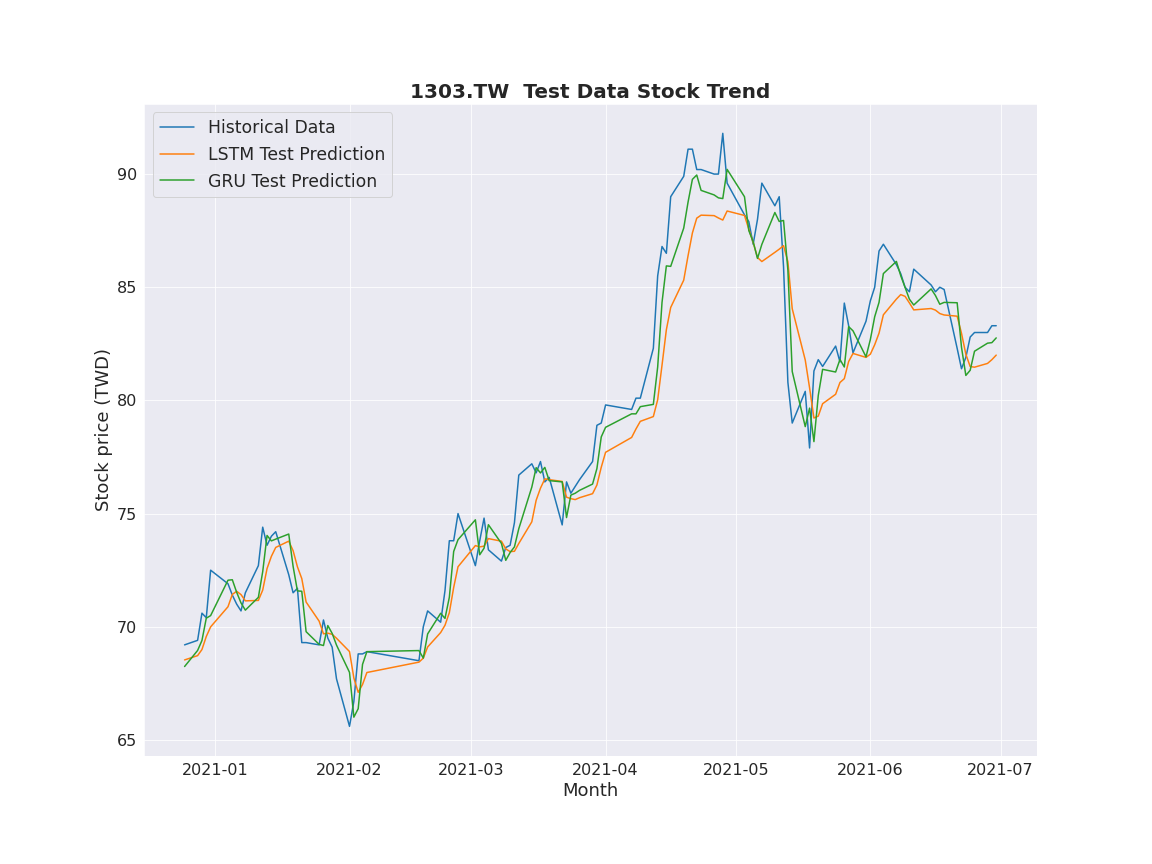 1303.TW  Test Data Stock Trend
Historical Data
LSTM Test Prediction
GRU Test Prediction
Stock price (TWD)
90
85
80
75
70
65
2021-01 2021-02 2021-03 2021-04 2021-05 2021-06 2021-07
Month